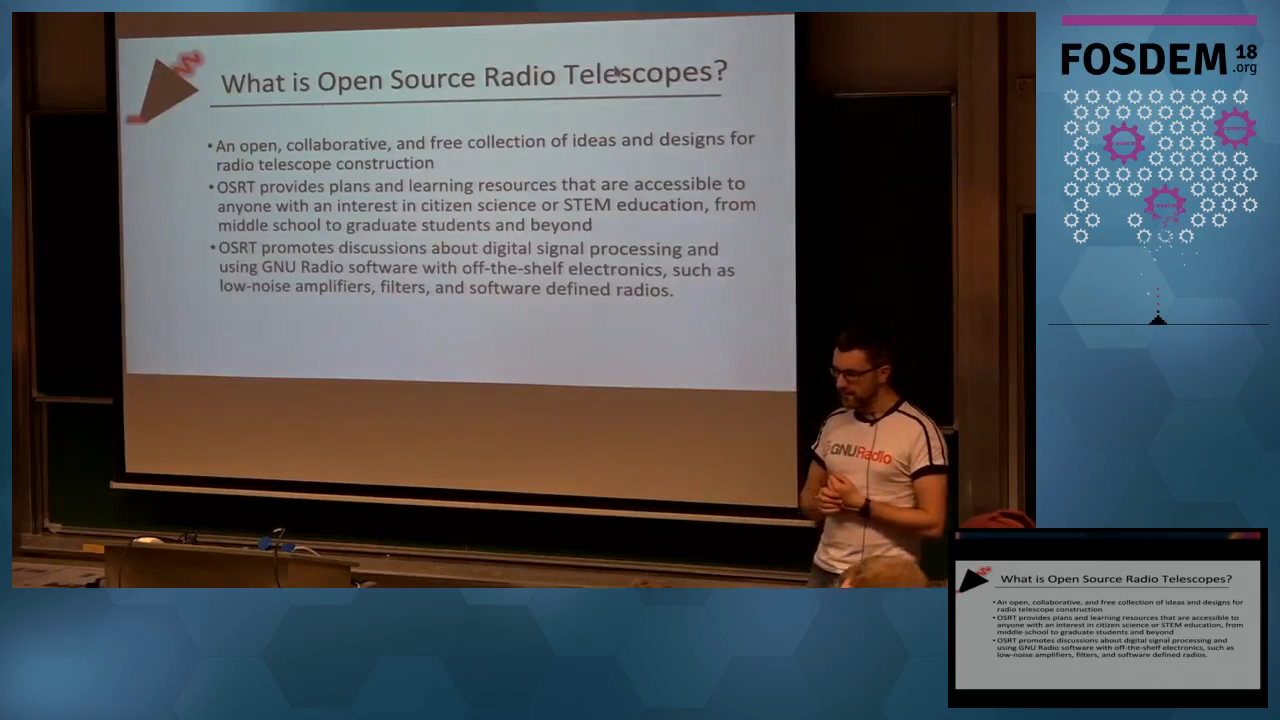 What is Open Source Radio Telescopes?
•An open, collaborative, and free collection of ideas and designs for
radio telescope construction
•OSRT provides plans and learning resources that are accessible to
anyone with an interest in citizen science or STEM education, from
middle school to graduate students and beyond
•OSRT promotes discussions about digital signal processing and
using GNU Radio software with off-the-shelf electronics, such as
low-noise amplifiers, filters, and software defined radios.
GNURadio
FOSDEM 18
.org
What is Open Source Radio Telescopes?
•An open, collaborative, and free collection of ideas and designs for
radio telescope construction
•OSRT provides plans and learning resources that are accessible to
anyone with an interest in citizen science or STEM education, from
middle school to graduate students and beyond
•OSRT promotes discussions about digital signal processing and
using GNU Radio software with off-the-shelf electronics, such as
low-noise amplifiers, filters, and software defined radios.